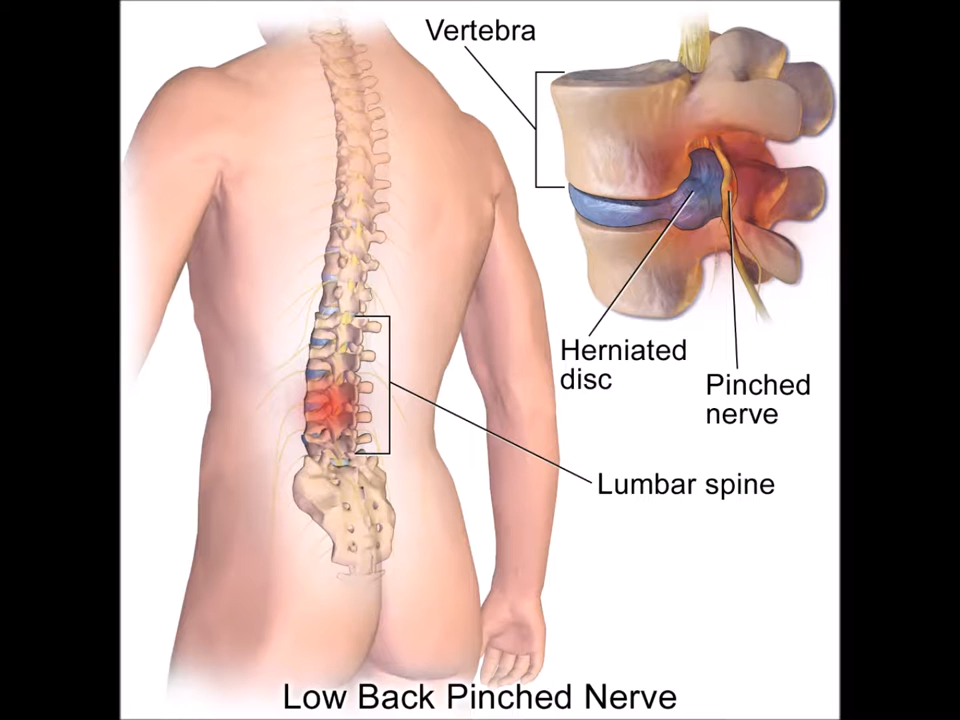 Vertebra
Herniated
disc
Pinched
nerve
Lumbar spine
Low Back Pinched Nerve